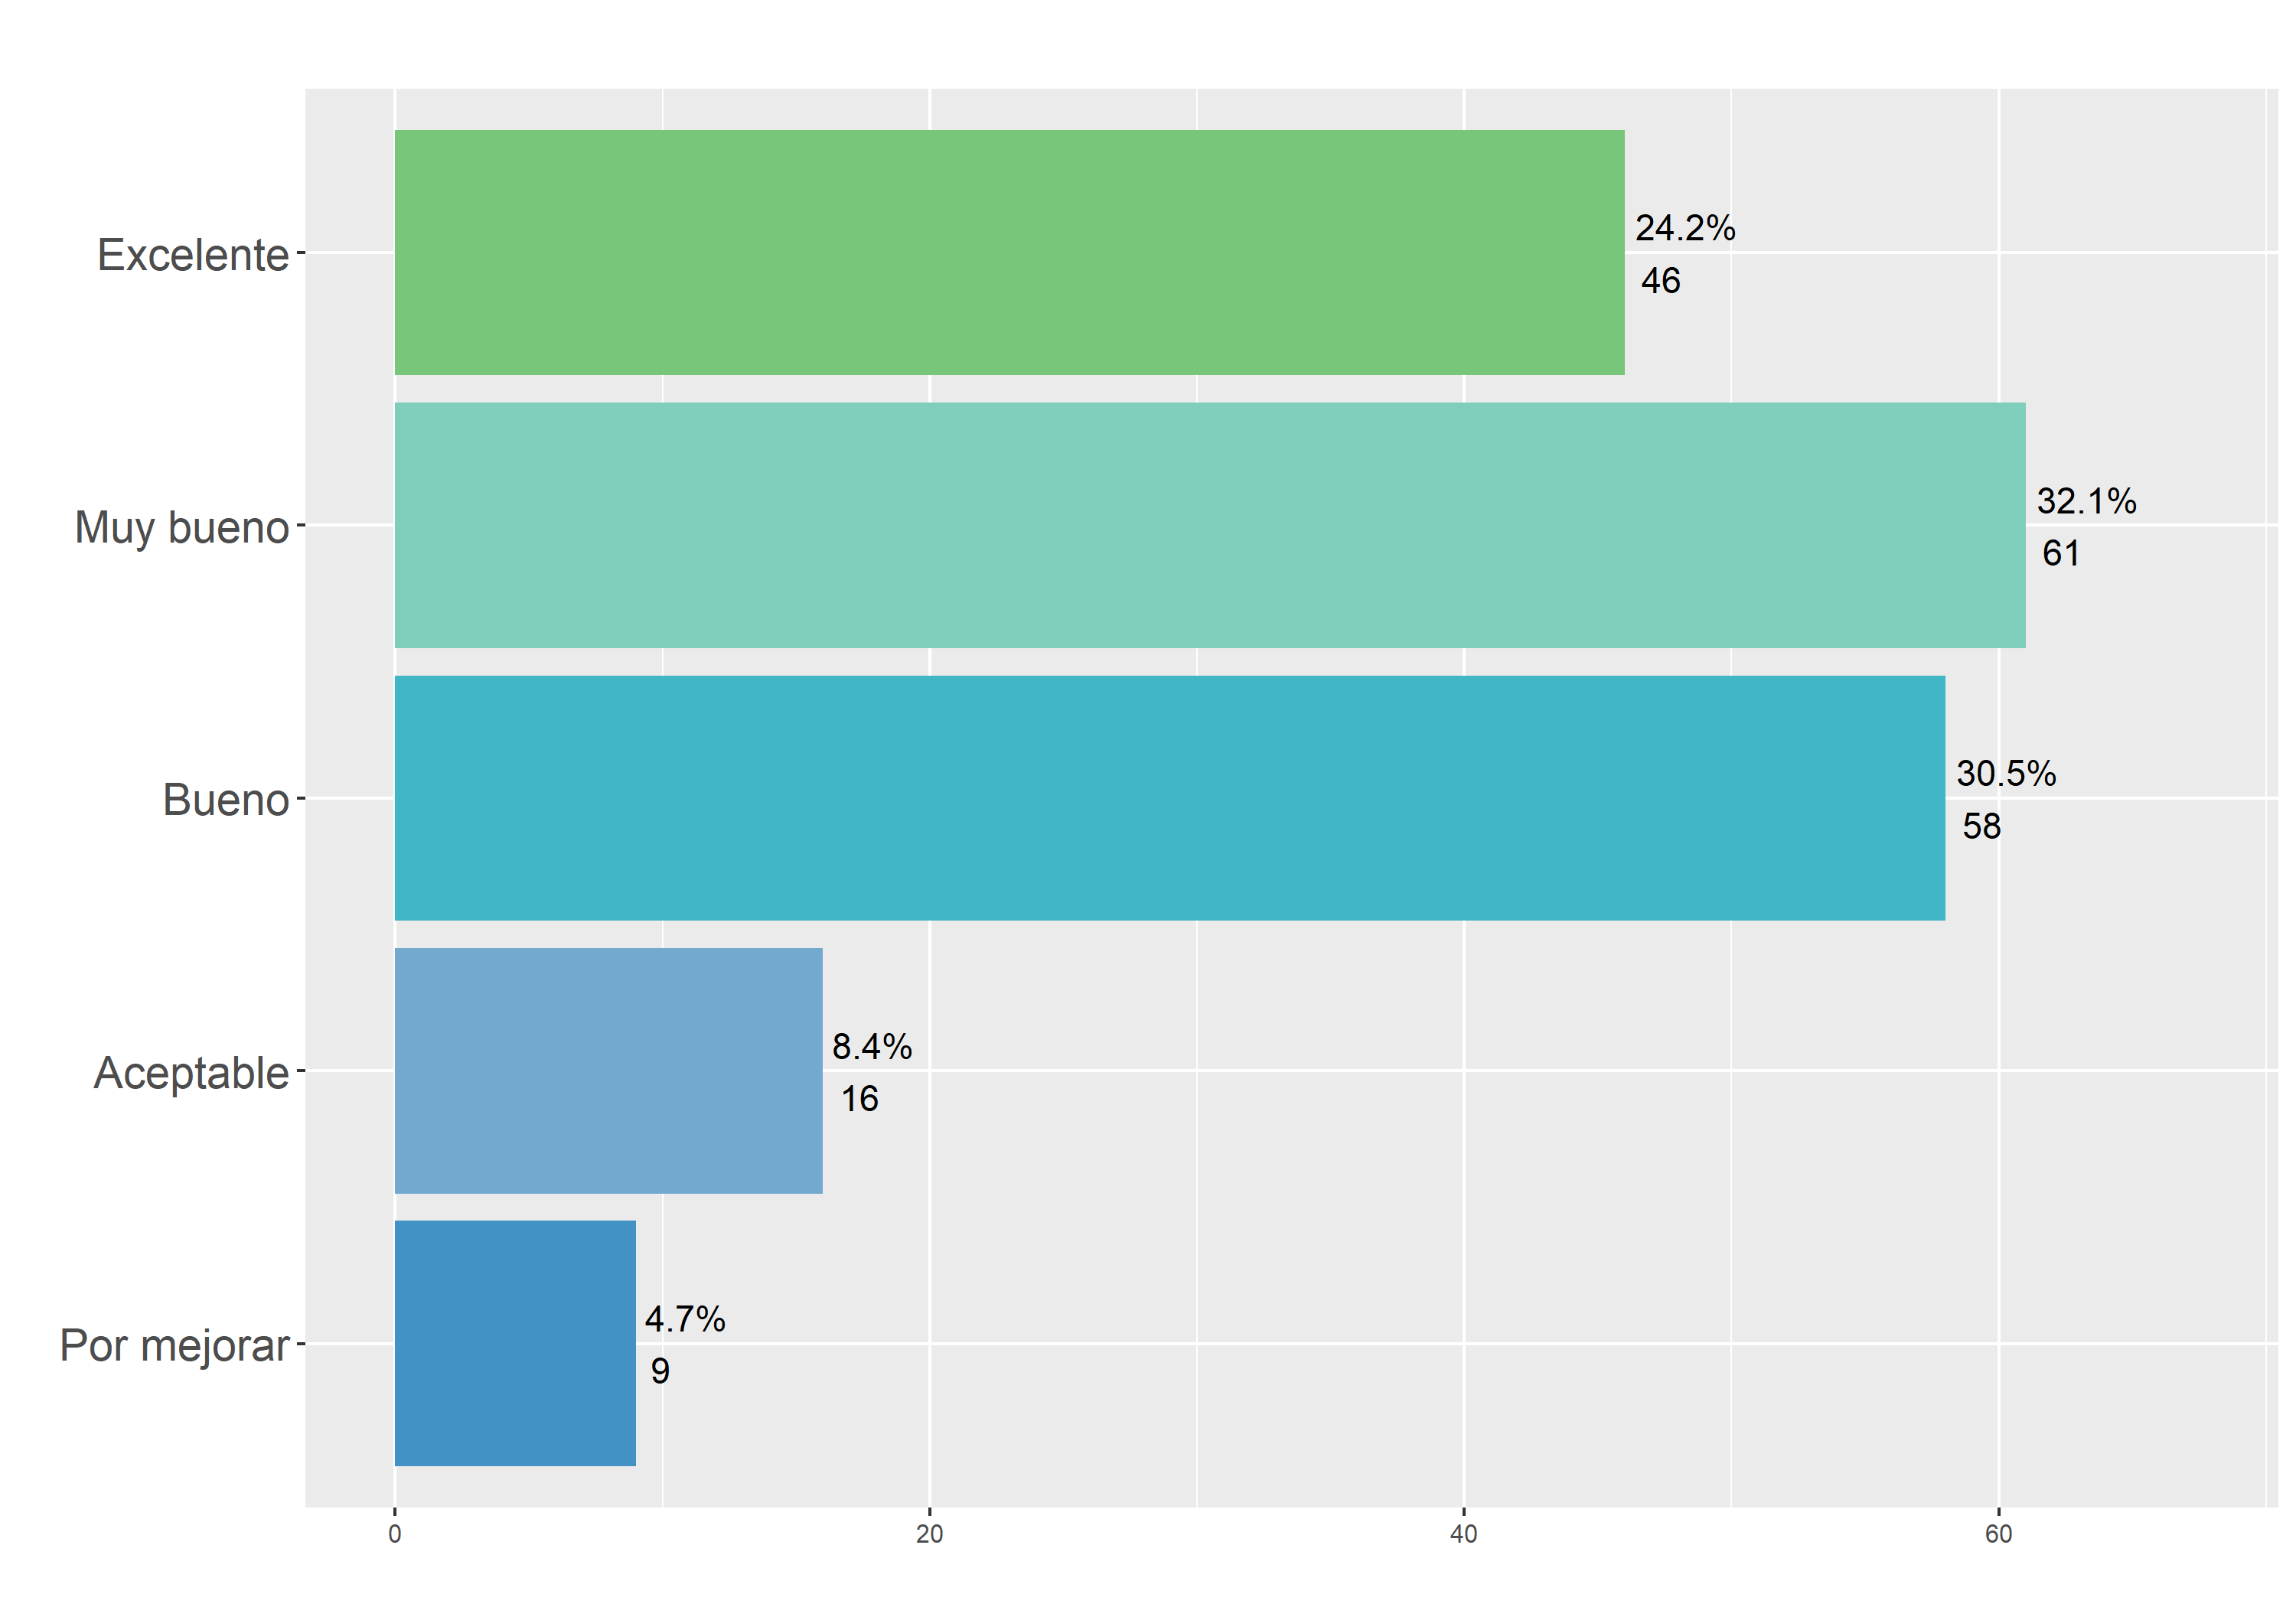 Excelente
24.2%
46
Muy bueno
32.1%
61
Bueno
30.5%
58
Aceptable
8.4%
16
Por mejorar
4.7%
9
0 20 40 60